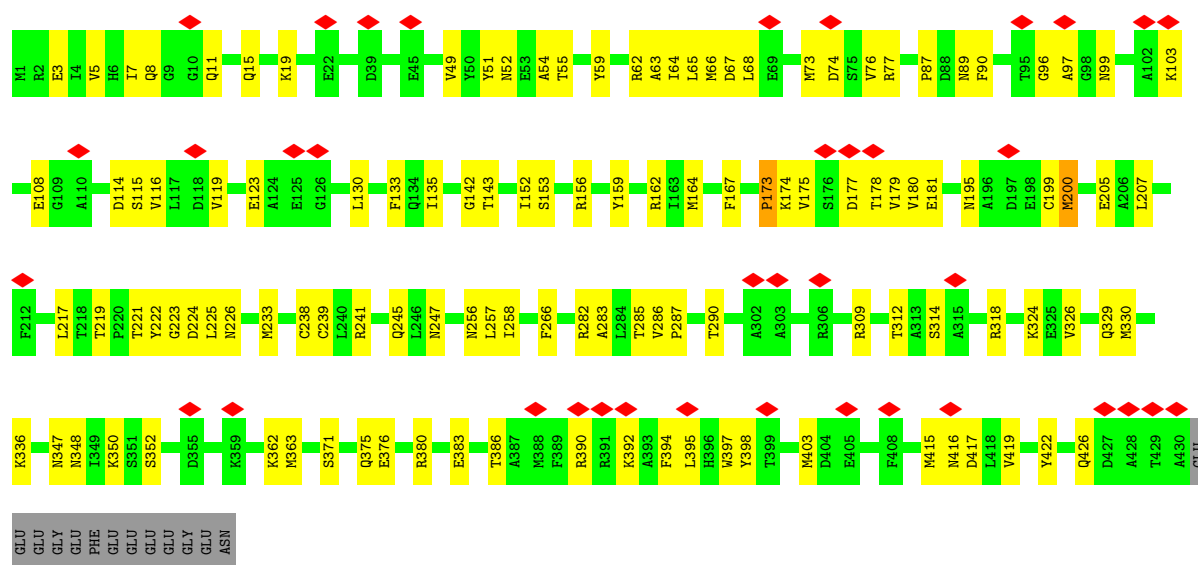 M1 R2 E3 I4 V5 H6 I7 Q8 G9 G10 Q11 Q15 K19 E22 D39 E45 V49 Y50 Y51 N52 E53 A54 T55 Y59 R62 A63 I64 L65 M66 D67 L68 E69 M73 D74 S75 V76 R77 P87 D88 N89 F90 T95 G96 A97 G98 N99 A102 K103
E108 G109 A110 D114 S115 V116 L117 D118 V119 E123 A124 E125 G126 L130 F133 Q134 I135 G142 T143 I152 S153 R156 Y159 R162 I163 M164 F167 P173 K174 V175 S176 D177 T178 V179 V180 E181 N195 A196 D197 E198 C199 M200 E205 A206 L207
F212 L217 T218 T219 P220 T221 Y222 G223 D224 L225 N226 M233 C238 C239 L240 R241 Q245 L246 N247 N256 L257 I258 F266 R282 A283 L284 T285 V286 P287 T290 A302 A303 R306 R309 T312 A313 S314 A315 R318 K324 E325 V326 Q329 M330
K336 N347 N348 I349 K350 S351 S352 D355 K359 K362 M363 S371 Q375 E376 R380 E383 T386 A387 M388 F389 R390 R391 K392 A393 F394 L395 H396 W397 Y398 T399 M403 D404 E405 F408 M415 N416 D417 L418 V419 Y422 Q426 D427 A428 T429 A430 GLU
GLU GLU GLY GLU PHE GLU GLU GLU GLU GLY GLU ASN